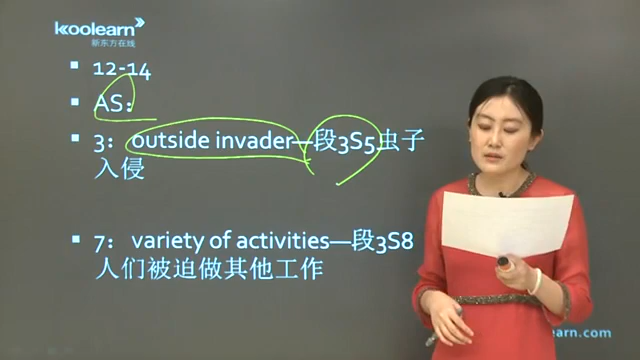 koolearn
新东方在线
12-14
AS：
3：outside invader—段3S5虫子
入侵
7：variety of activities—段3S8
人们被迫做其他工作
earn.com